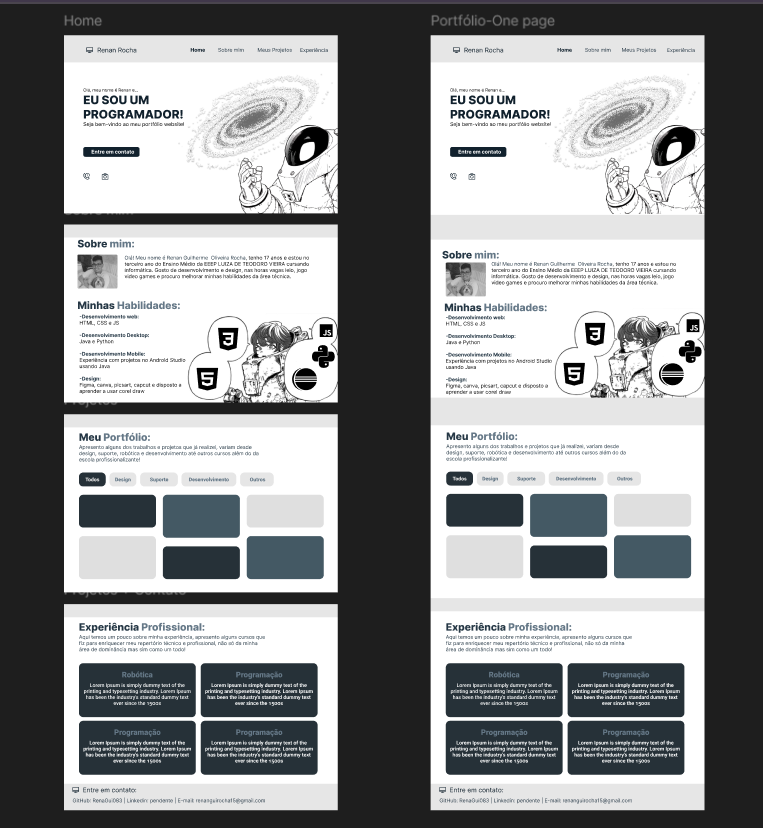 Home
Renan Rocha
Home Sobre mim Meus Projetos Experiência
Olá, meu nome é Renan e...
EU SOU UM
PROGRAMADOR!
Seja bem-vindo ao meu portfólio website!
Entre em contato
Sobre mim:
Olá! Meu nome é Renan Guilherme Oliveira Rocha, tenho 17 anos e estou no
terceiro ano do Ensino Médio da EEEP LUIZA DE TEODORO VIEIRA cursando
informática. Gosto de desenvolvimento e design, nas horas vagas leio, jogo
video games e procuro melhorar minhas habilidades da área técnica.
Minhas Habilidades:
-Desenvolvimento web:
HTML, CSS e JS
-Desenvolvimento Desktop:
Java e Python
-Desenvolvimento Mobile:
Experiência com projetos no Android Studio
usando Java
-Design:
Figma, canva, picsart, capcut e disposto a
aprender a usar corel draw
3
5
JS
Projetos
Meu Portfólio:
Apresento alguns dos trabalhos e projetos que já realizei, variam desde
design, suporte, robótica e desenvolvimento até outros cursos além do da
escola profissionalizante!
Todos Design Suporte Desenvolvimento Outros
Projetos + Contato
Experiência Profissional:
Aqui temos um pouco sobre minha experiência, apresento alguns cursos que
fiz para enriquecer meu repertório técnico e profissional, não só da minha
área de dominância mas sim como um todo!
Robótica
Lorem Ipsum is simply dummy text of the
printing and typesetting industry. Lorem Ipsum
has been the industry's standard dummy text
ever since the 1500s
Programação
Lorem Ipsum is simply dummy text of the
printing and typesetting industry. Lorem Ipsum
has been the industry's standard dummy text
ever since the 1500s
Programação
Lorem Ipsum is simply dummy text of the
printing and typesetting industry. Lorem Ipsum
has been the industry's standard dummy text
ever since the 1500s
Programação
Lorem Ipsum is simply dummy text of the
printing and typesetting industry. Lorem Ipsum
has been the industry's standard dummy text
ever since the 1500s
Entre em contato:
GitHub: RenaGui083 | Linkedin: pendente | E-mail: renanguirocha15@gmail.com
Portfólio-One page
Renan Rocha
Home Sobre mim Meus Projetos Experiência
Olá, meu nome é Renan e...
EU SOU UM
PROGRAMADOR!
Seja bem-vindo ao meu portfólio website!
Entre em contato
Sobre mim:
Olá! Meu nome é Renan Guilherme Oliveira Rocha, tenho 17 anos e estou no
terceiro ano do Ensino Médio da EEEP LUIZA DE TEODORO VIEIRA cursando
informática. Gosto de desenvolvimento e design, nas horas vagas leio, jogo
video games e procuro melhorar minhas habilidades da área técnica.
Minhas Habilidades:
-Desenvolvimento web:
HTML, CSS e JS
-Desenvolvimento Desktop:
Java e Python
-Desenvolvimento Mobile:
Experiência com projetos no Android Studio
usando Java
-Design:
Figma, canva, picsart, capcut e disposto a
aprender a usar corel draw
3
5
JS
Meu Portfólio:
Apresento alguns dos trabalhos e projetos que já realizei, variam desde
design, suporte, robótica e desenvolvimento até outros cursos além do da
escola profissionalizante!
Todos Design Suporte Desenvolvimento Outros
Experiência Profissional:
Aqui temos um pouco sobre minha experiência, apresento alguns cursos que
fiz para enriquecer meu repertório técnico e profissional, não só da minha
área de dominância mas sim como um todo!
Robótica
Lorem Ipsum is simply dummy text of the
printing and typesetting industry. Lorem Ipsum
has been the industry's standard dummy text
ever since the 1500s
Programação
Lorem Ipsum is simply dummy text of the
printing and typesetting industry. Lorem Ipsum
has been the industry's standard dummy text
ever since the 1500s
Programação
Lorem Ipsum is simply dummy text of the
printing and typesetting industry. Lorem Ipsum
has been the industry's standard dummy text
ever since the 1500s
Programação
Lorem Ipsum is simply dummy text of the
printing and typesetting industry. Lorem Ipsum
has been the industry's standard dummy text
ever since the 1500s
Entre em contato:
GitHub: RenaGui083 | Linkedin: pendente | E-mail: renanguirocha15@gmail.com